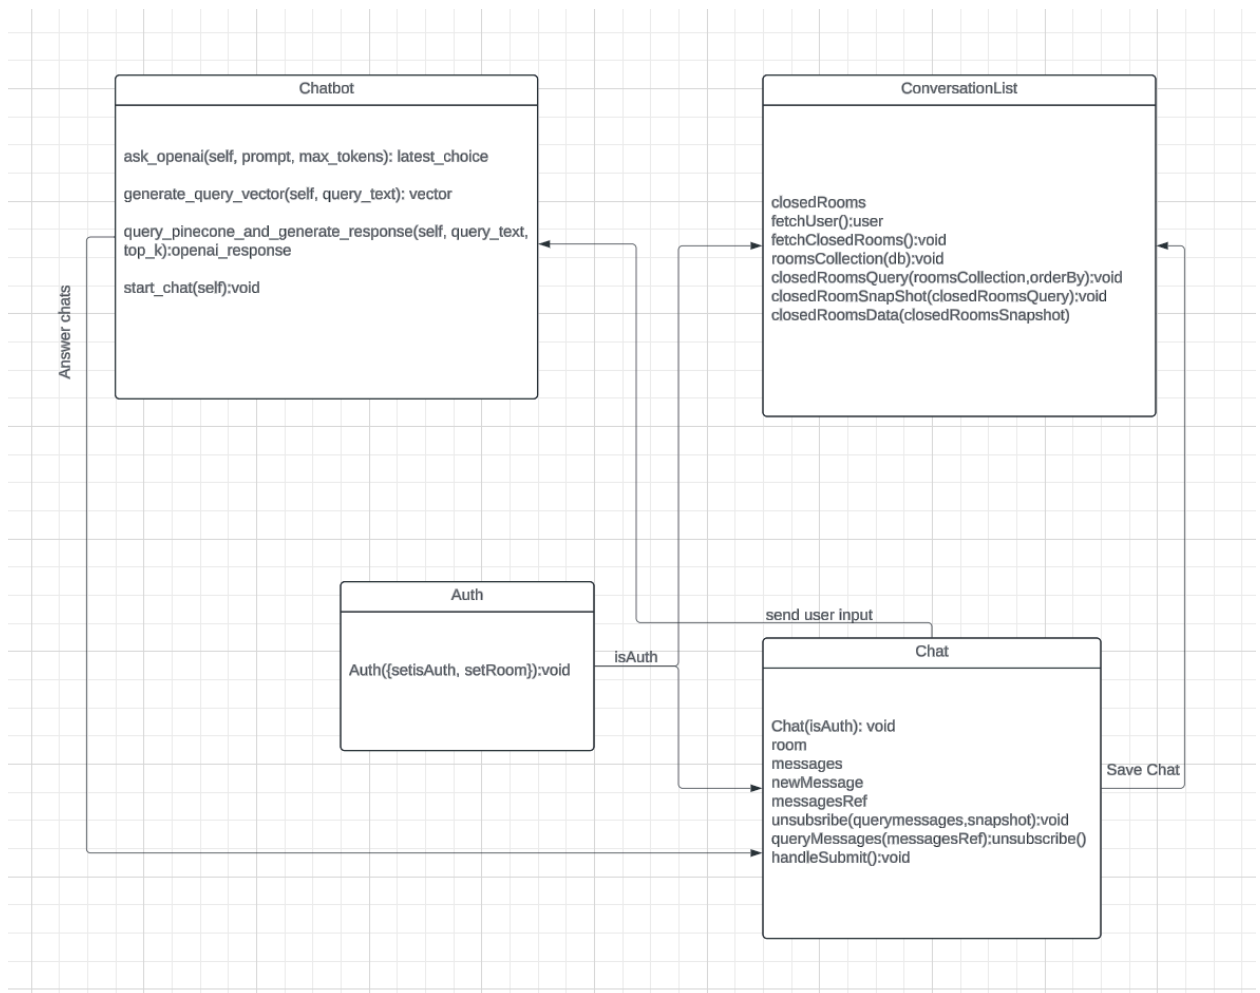 Chatbot
ask_openai(self, prompt, max_tokens): latest_choice
generate_query_vector(self, query_text): vector
query_pinecone_and_generate_response(self, query_text,
top_k):openai_response
start_chat(self):void
ConversationList
closedRooms
fetchUser():user
fetchClosedRooms():void
roomsCollection(db):void
closedRoomsQuery(roomsCollection,orderBy):void
closedRoomSnapShot(closedRoomsQuery):void
closedRoomsData(closedRoomsSnapshot)
Answer chats
Auth
Auth({setisAuth, setRoom}):void
isAuth
send user input
Chat
Chat(isAuth): void
room
messages
newMessage
messagesRef
unsubsribe(querymessages,snapshot):void
queryMessages(messagesRef):unsubscribe()
handleSubmit():void
Save Chat